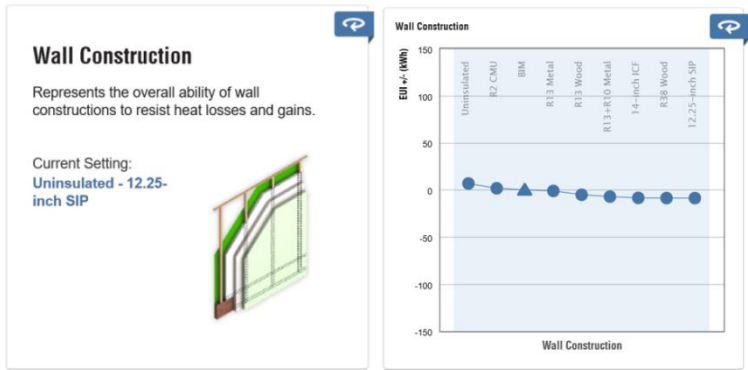 Wall Construction
Represents the overall ability of wall
constructions to resist heat losses and gains.
Current Setting:
Uninsulated - 12.25-
inch SIP
Wall Construction
EUI +/- (kWh)
150
100
50
0
-50
-100
-150
Uninsulated
R2 CMU
BIM
R13 Metal
R13 Wood
R13+R10 Metal
14-inch ICF
R38 Wood
12.25-inch SIP
Wall Construction